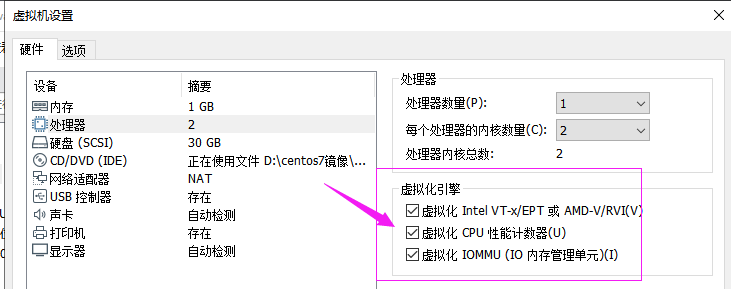 虚拟机设置
硬件 选项
设备 摘要
内存 1 GB
处理器 2
硬盘 (SCSI) 30 GB
CD/DVD (IDE) 正在使用文件 D:\centos7镜像\...
网络适配器 NAT
USB 控制器 存在
声卡 自动检测
打印机 存在
显示器 自动检测
处理器
处理器数量(P): 1
每个处理器的内核数量(C): 2
处理器内核总数: 2
虚拟化引擎
虚拟化 Intel VT-x/EPT 或 AMD-V/RVI(V)
虚拟化 CPU 性能计数器(U)
虚拟化 IOMMU (IO 内存管理单元)(I)